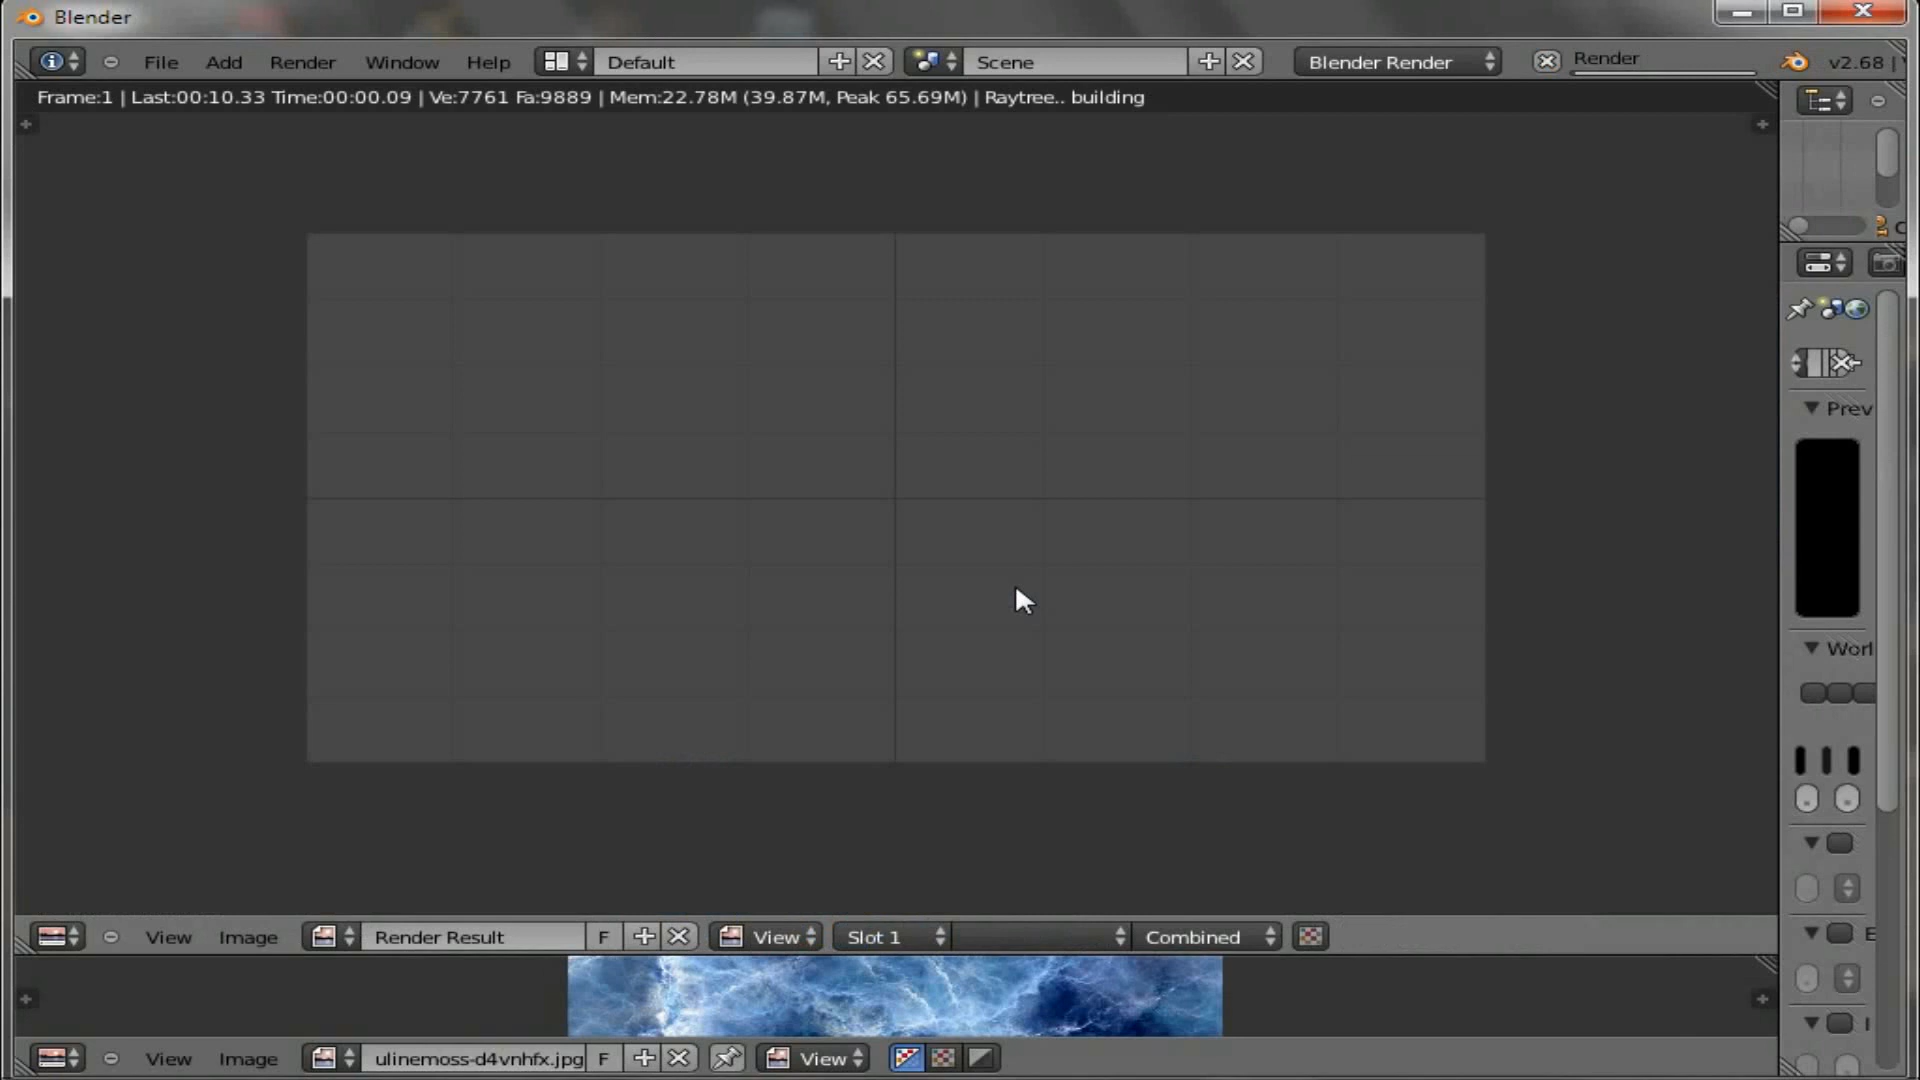 Blender
File Add Render Window Help Default Scene Blender Render Render v2.68 |
Frame:1 | Last:00:10.33 Time:00:00.09 | Ve:7761 Fa:9889 | Mem:22.78M (39.87M, Peak 65.69M) | Raytree.. building
Prev
Worl
View Image Render Result F View Slot 1 Combined
View Image ulinemoss-d4vnhfx.jpg F View